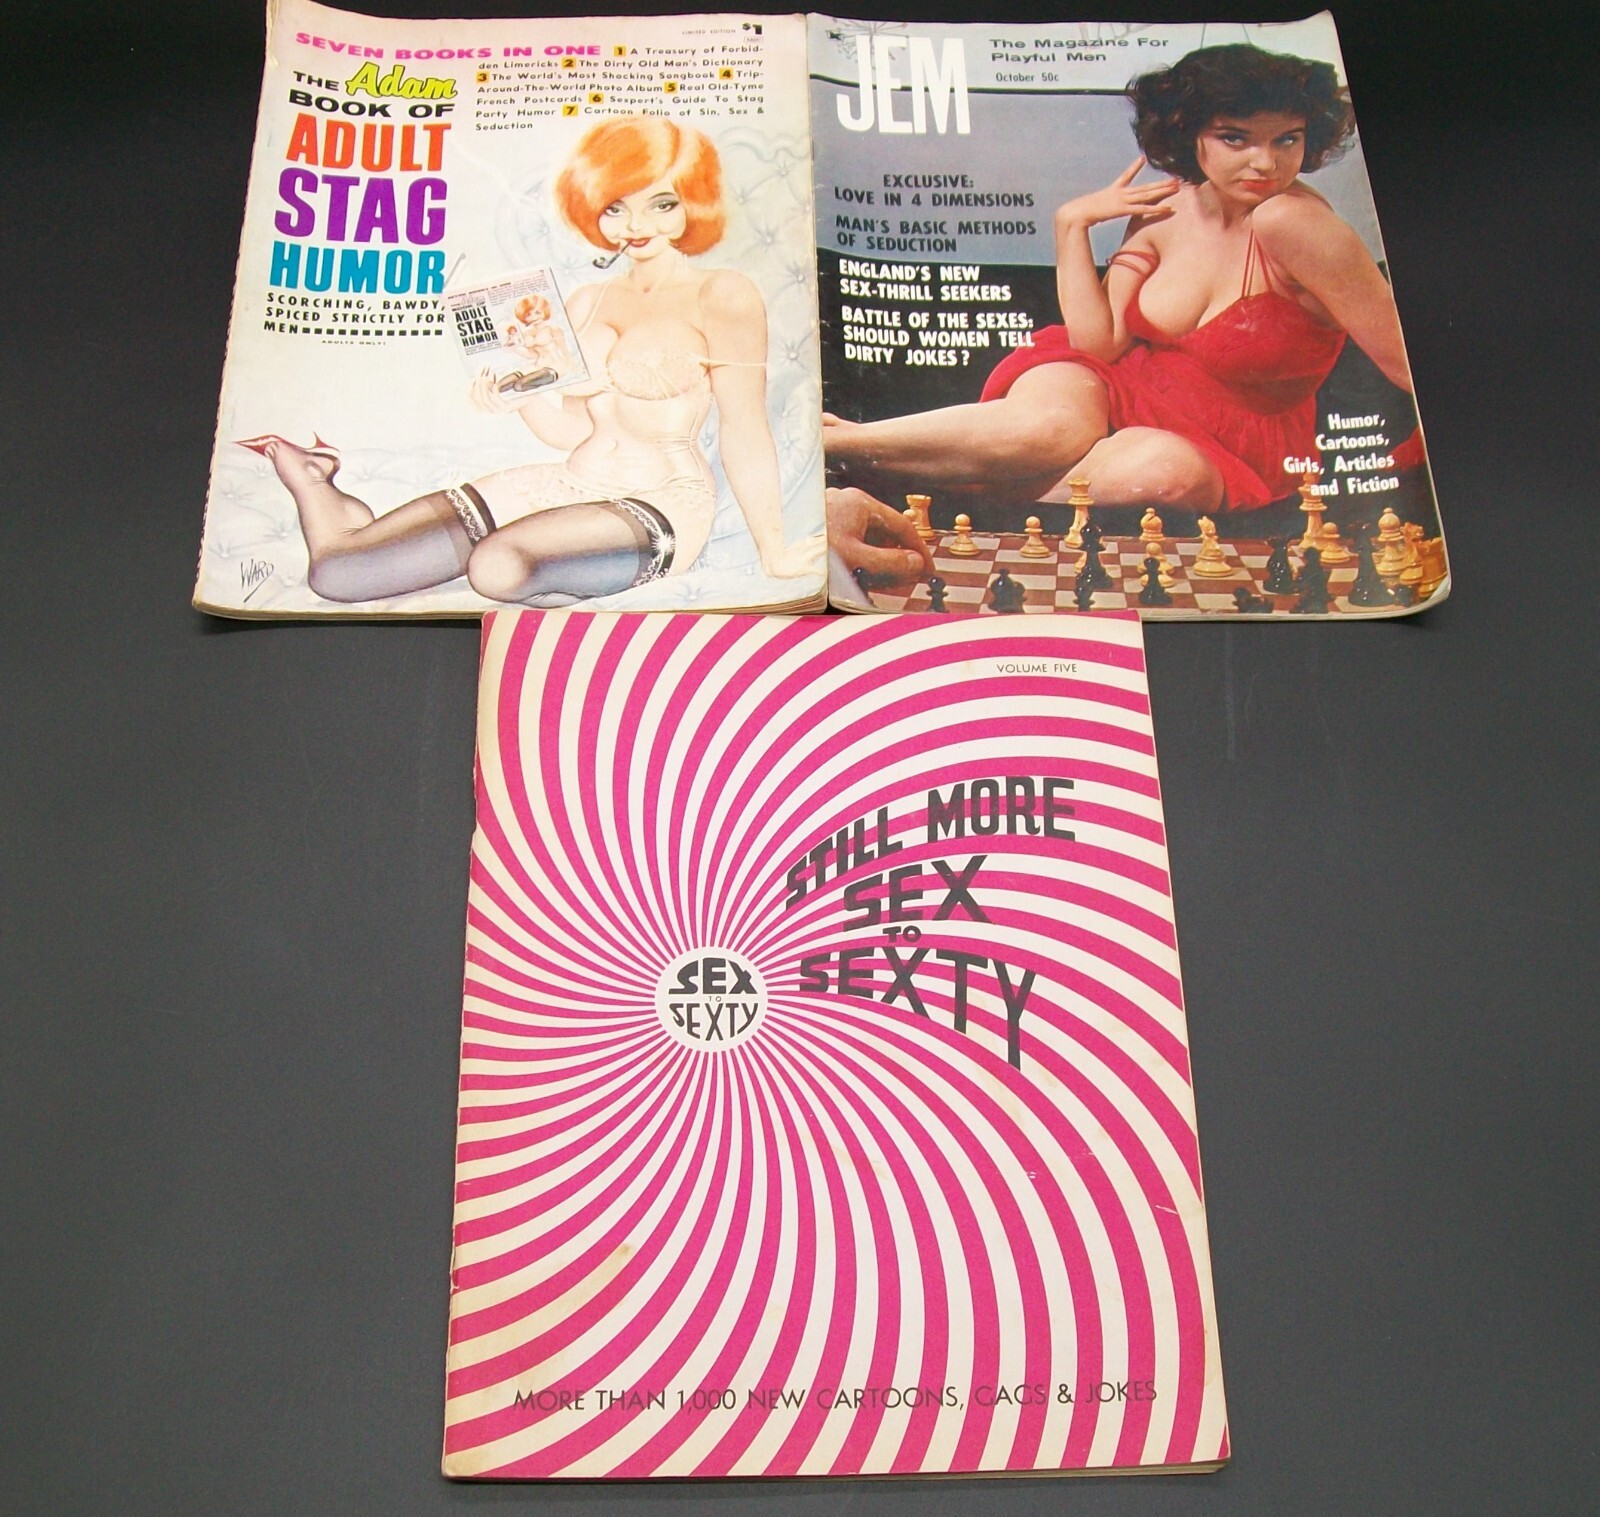 LIMITED EDITION $1
SEVEN BOOKS IN ONE 1 A Treasury of Forbid-
den Limericks 2 The Dirty Old Man's Dictionary
3 The World's Most Shocking Songbook 4 Trip-
Around-The-World Photo Album 5 Real Old-Tyme
French Postcards 6 Sexpert's Guide To Stag
Party Humor 7 Cartoon Folio of Sin, Sex &
Seduction
THE Adam
BOOK OF
ADULT
STAG
HUMOR
SCORCHING, BAWDY,
SPICED STRICTLY FOR
MEN
ADULTS ONLY!
ADULT
STAG
HUMOR
WARD
JEM
The Magazine For
Playful Men
October 50c
EXCLUSIVE:
LOVE IN 4 DIMENSIONS
MAN'S BASIC METHODS
OF SEDUCTION
ENGLAND'S NEW
SEX-THRILL SEEKERS
BATTLE OF THE SEXES:
SHOULD WOMEN TELL
DIRTY JOKES?
Humor,
Cartoons,
Girls, Articles
and Fiction
VOLUME FIVE
STILL MORE
SEX
TO
SEXTY
SEX
TO
SEXTY
MORE THAN 1,000 NEW CARTOONS, GAGS & JOKES